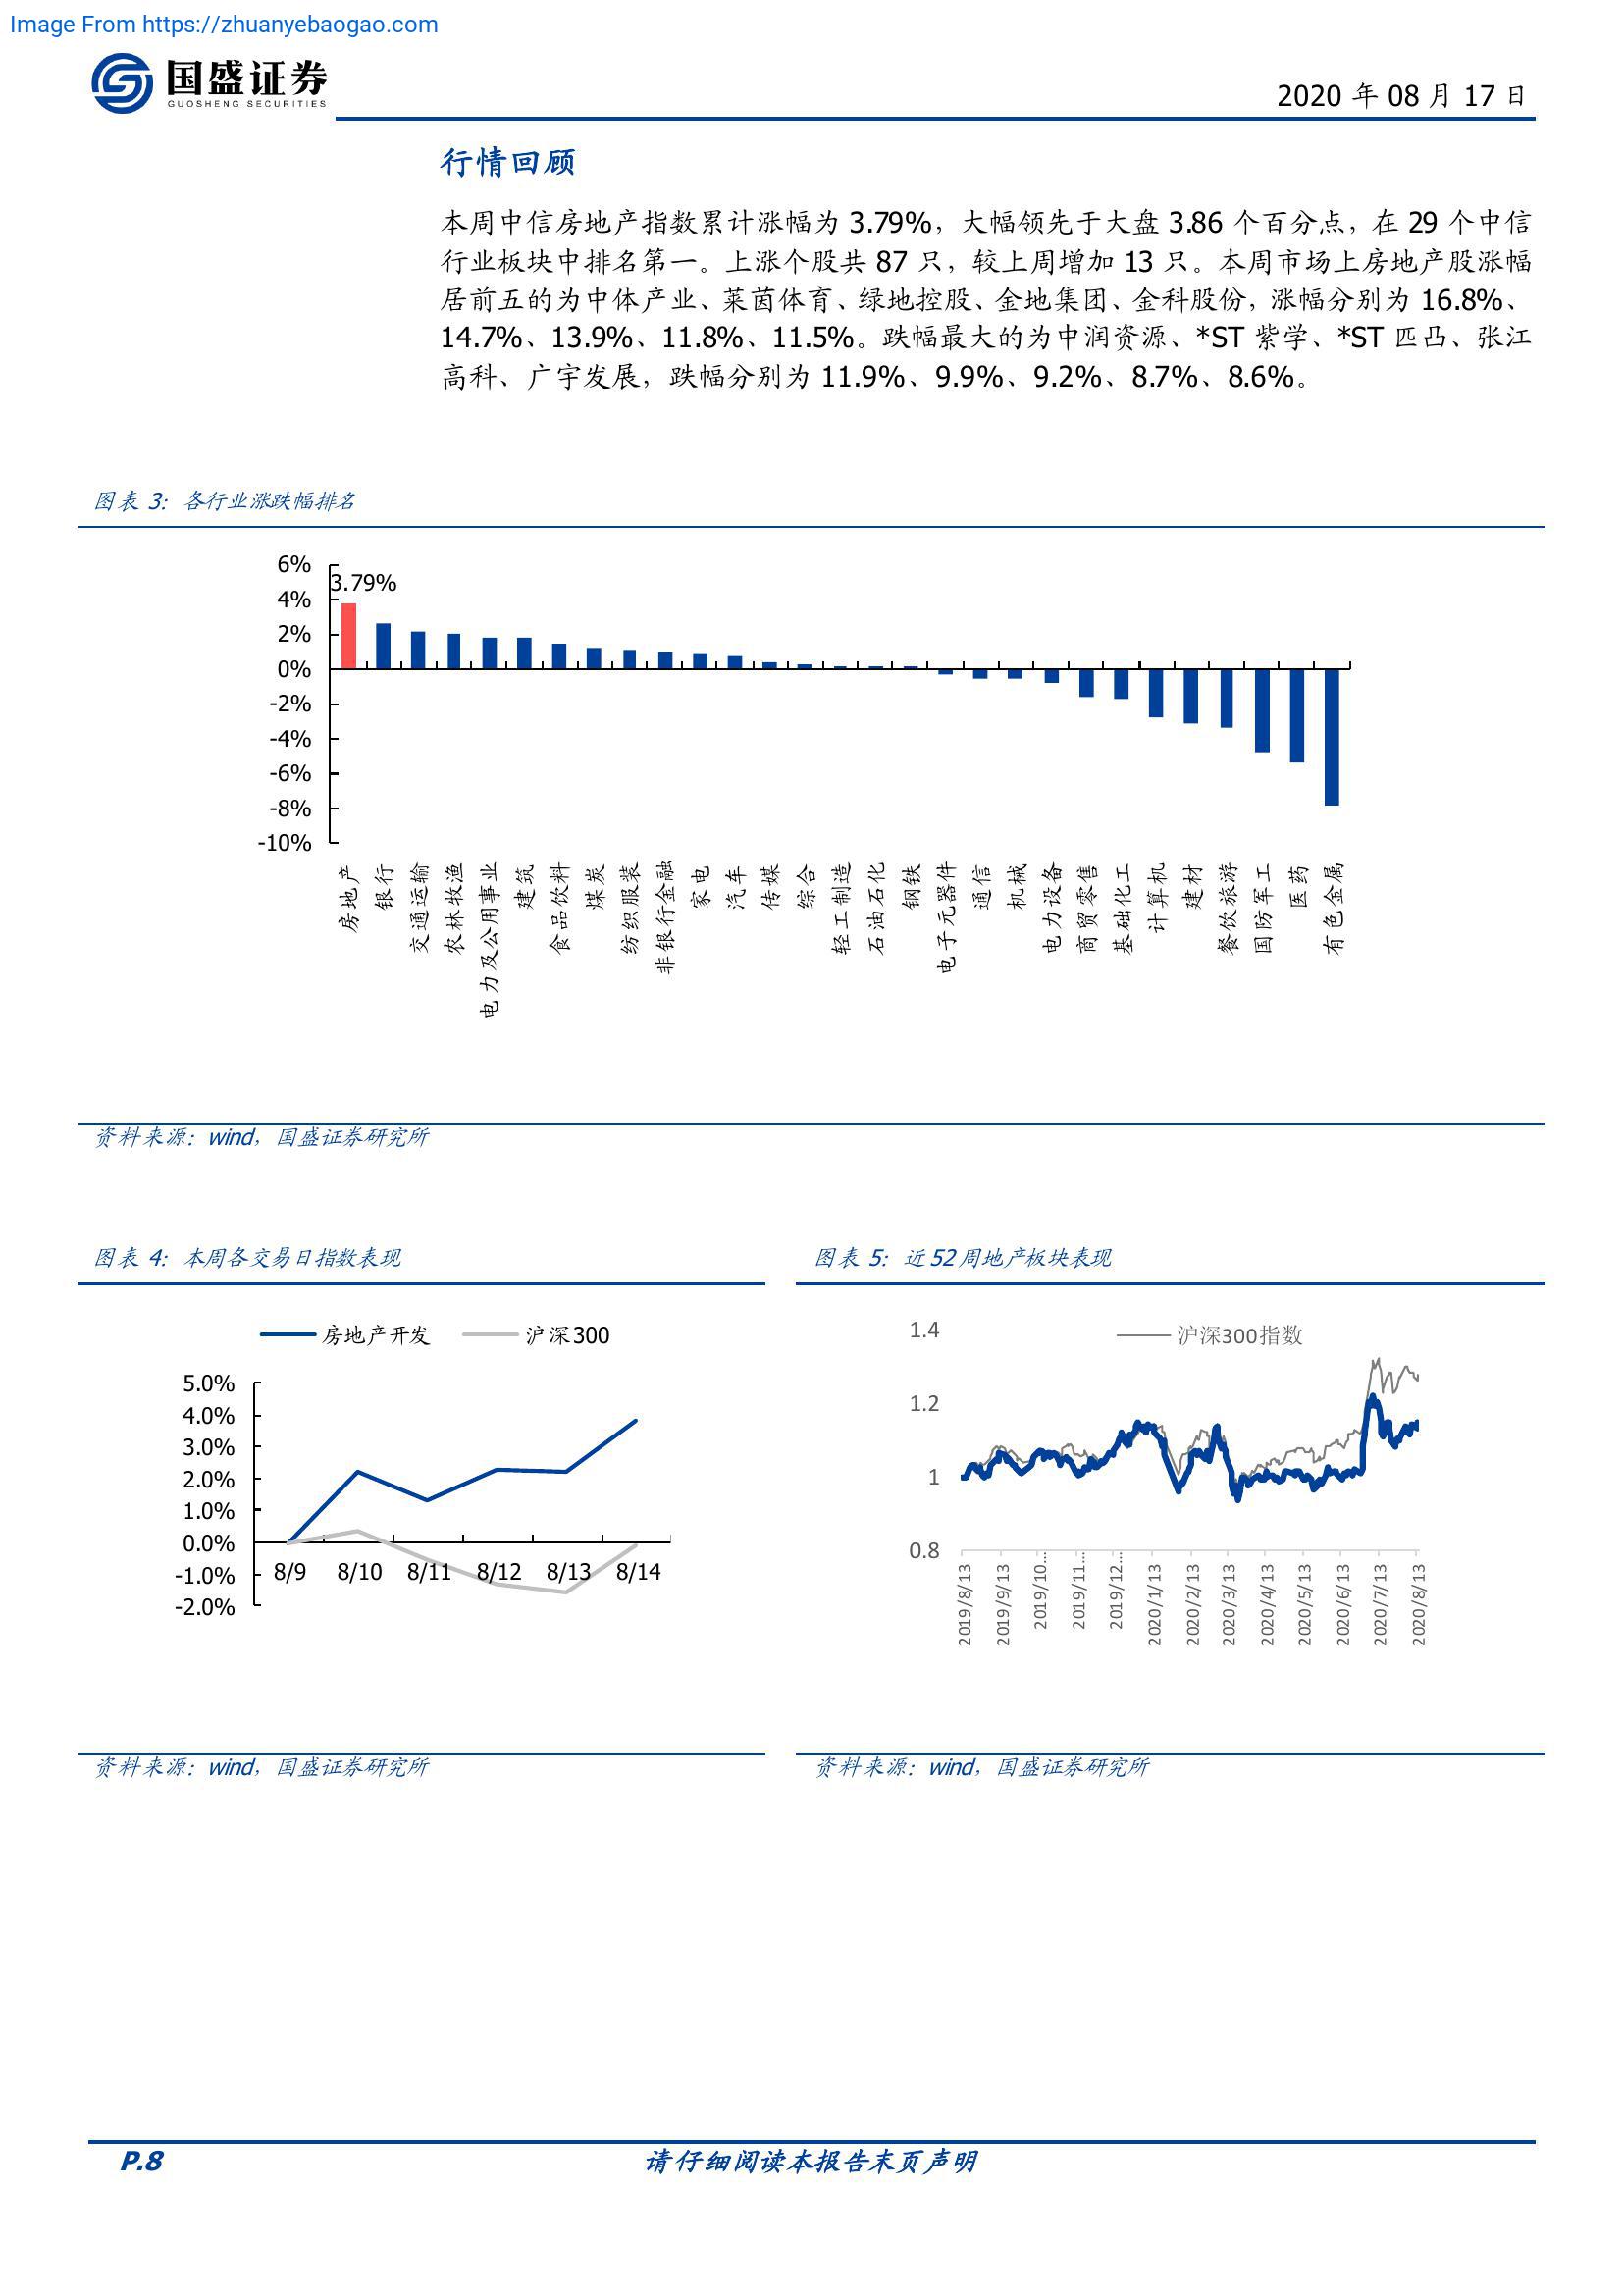 Image From https://zhuanyebaogao.com
国盛证券
GUOSHENG SECURITIES
2020 年 08 月 17 日
行情回顾
本周中信房地产指数累计涨幅为 3.79%，大幅领先于大盘 3.86 个百分点，在 29 个中信
行业板块中排名第一。上涨个股共 87 只，较上周增加 13 只。本周市场上房地产股涨幅
居前五的为中体产业、莱茵体育、绿地控股、金地集团、金科股份，涨幅分别为 16.8%、
14.7%、13.9%、11.8%、11.5%。跌幅最大的为中润资源、*ST 紫学、*ST 匹凸、张江
高科、广宇发展，跌幅分别为 11.9%、9.9%、9.2%、8.7%、8.6%。
图表 3：各行业涨跌幅排名
6%
3.79%
4%
2%
0%
-2%
-4%
-6%
-8%
-10%
房地产
银行
交通运输
农林牧渔
电力及公用事业
建筑
食品饮料
煤炭
纺织服装
非银行金融
家电
汽车
传媒
综合
轻工制造
石油石化
钢铁
电子元器件
通信
机械
电力设备
商贸零售
基础化工
计算机
建材
餐饮旅游
国防军工
医药
有色金属
资料来源：wind，国盛证券研究所
图表 4：本周各交易日指数表现
房地产开发
沪深300
5.0%
4.0%
3.0%
2.0%
1.0%
0.0%
-1.0%
-2.0%
8/9
8/10
8/11
8/12
8/13
8/14
资料来源：wind，国盛证券研究所
图表 5：近52周地产板块表现
沪深300指数
1.4
1.2
1
0.8
2019/8/13
2019/9/13
2019/10…
2019/11…
2019/12…
2020/1/13
2020/2/13
2020/3/13
2020/4/13
2020/5/13
2020/6/13
2020/7/13
2020/8/13
资料来源：wind，国盛证券研究所
P.8
请仔细阅读本报告末页声明